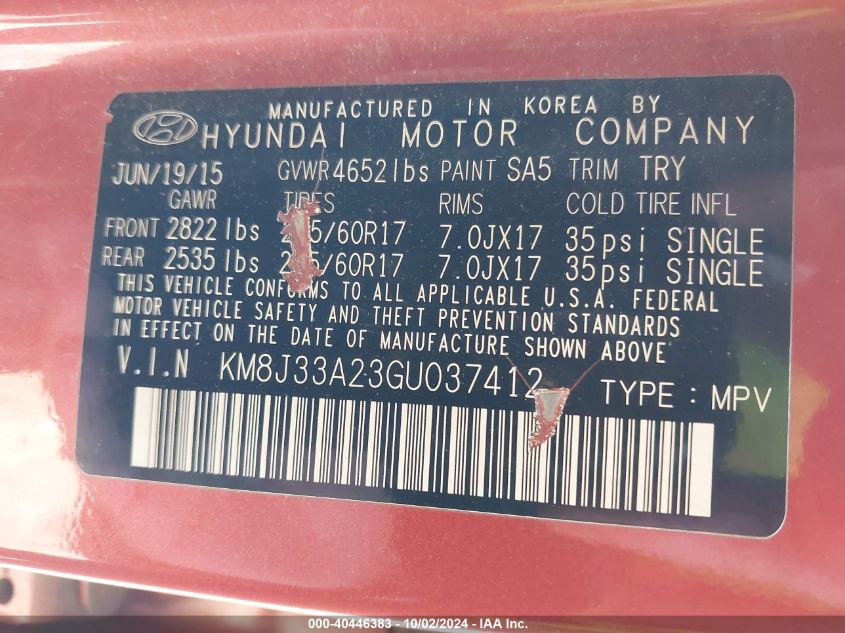 MANUFACTURED IN KOREA BY
HYUNDAI MOTOR COMPANY
JUN/19/15 GVWR 4652 lbs PAINT SA5 TRIM TRY
GAWR TIRES RIMS COLD TIRE INFL
FRONT 2822 lbs 7.0JX17 35psi SINGLE
REAR 2535 lbs 7.0JX17 35psi SINGLE
THIS VEHICLE CONFORMS TO ALL APPLICABLE U.S.A. FEDERAL
MOTOR VEHICLE SAFETY AND THEFT PREVENTION STANDARDS
IN EFFECT ON THE DATE OF MANUFACTURE SHOWN ABOVE
V.I.N KM8J33A23GU037412 TYPE : MPV
000-40446383 - 10/02/2024 - IAA Inc.